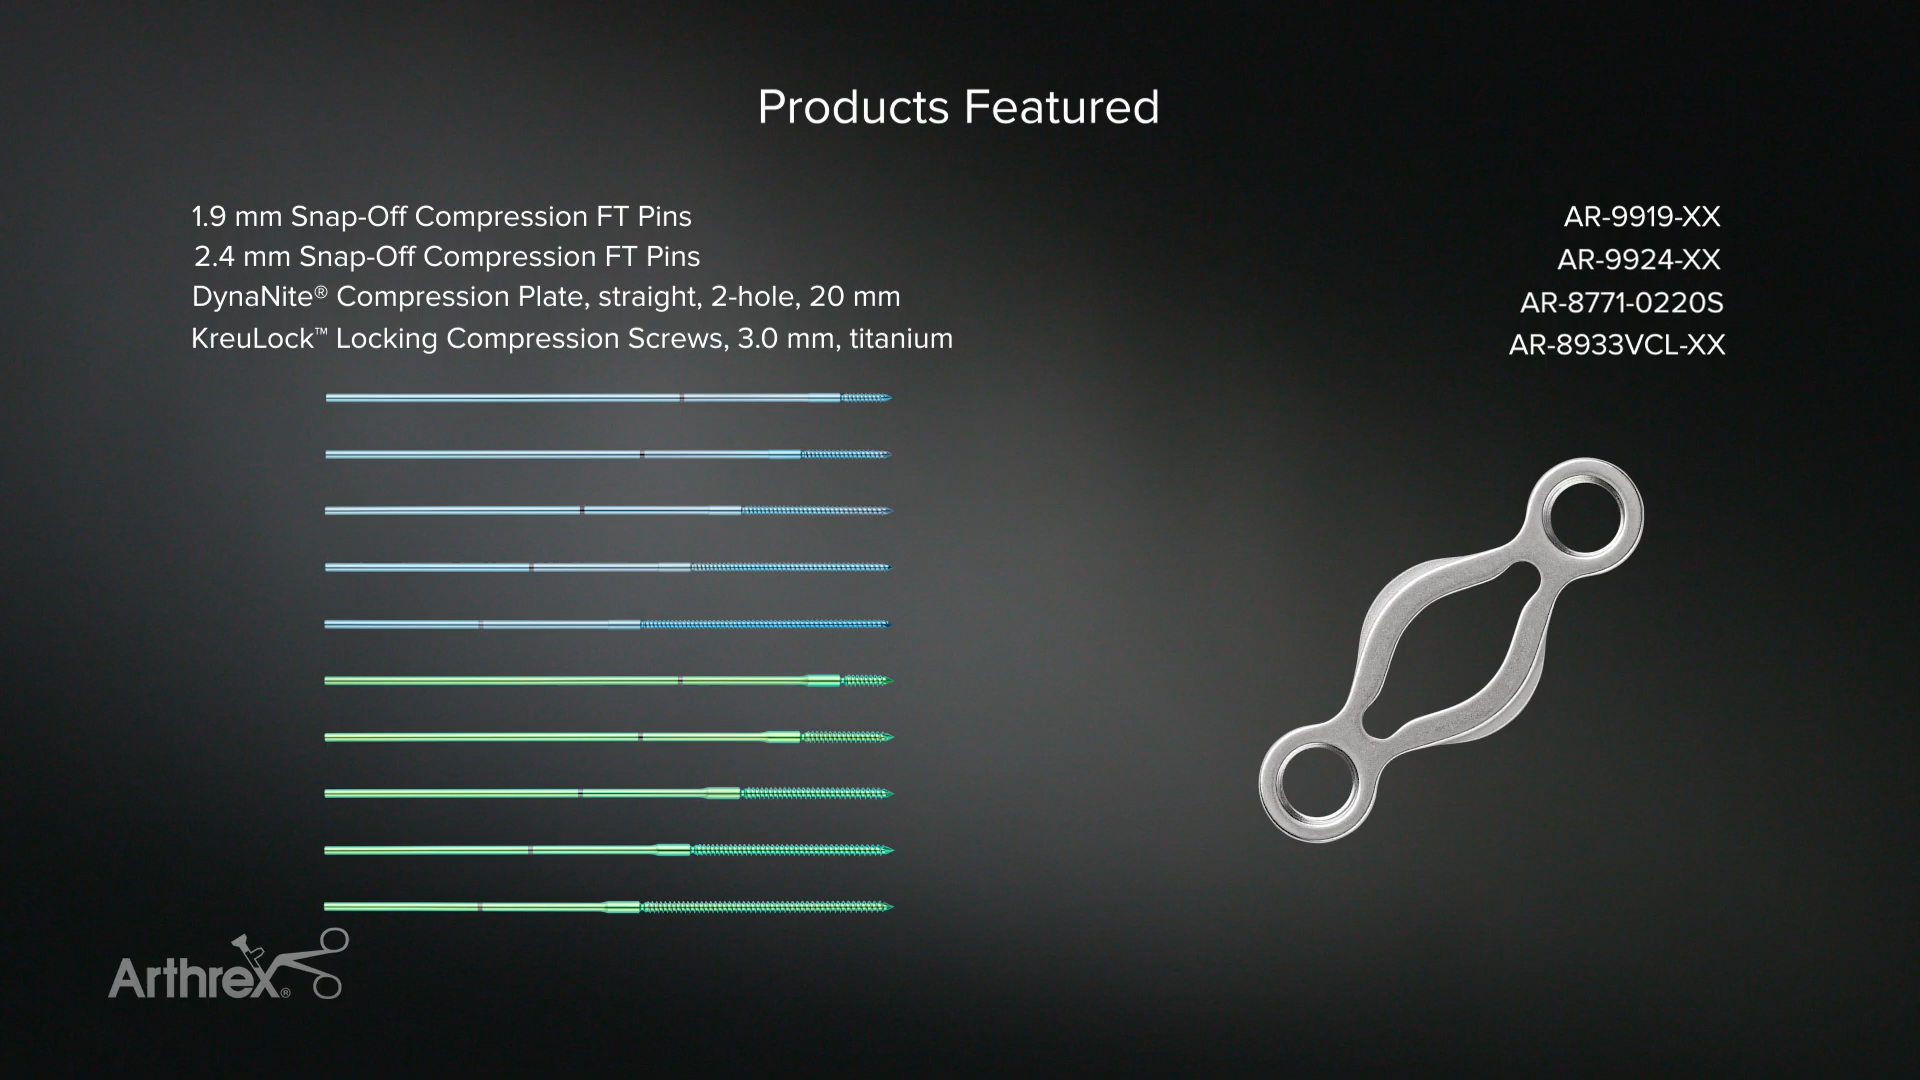 Products Featured
1.9 mm Snap-Off Compression FT Pins AR-9919-XX
2.4 mm Snap-Off Compression FT Pins AR-9924-XX
DynaNite® Compression Plate, straight, 2-hole, 20 mm AR-8771-0220S
KreuLock™ Locking Compression Screws, 3.0 mm, titanium AR-8933VCL-XX
Arthrex®